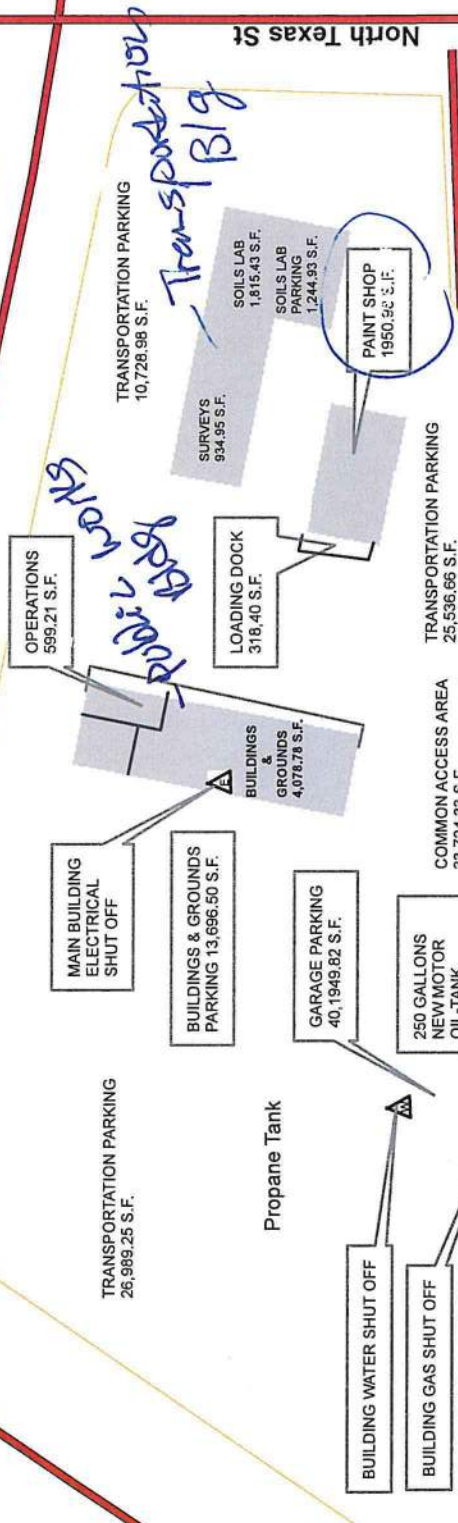 North Texas St
Transportation
Blg
TRANSPORTATION PARKING
10,728.98 S.F.
SURVEYS
934.95 S.F.
SOILS LAB
1,815.43 S.F.
SOILS LAB
PARKING
1,244.93 S.F.
PAINT SHOP
OPERATIONS
599.21 S.F.
Public Works
Bldg
LOADING DOCK
318.40 S.F.
TRANSPORTATION PARKING
25,536.66 S.F.
MAIN BUILDING
ELECTRICAL
SHUT OFF
E
BUILDINGS
&
GROUNDS
4,078.78 S.F.
BUILDINGS & GROUNDS
PARKING 13,696.50 S.F.
COMMON ACCESS AREA
GARAGE PARKING
40,1949.82 S.F.
250 GALLONS
NEW MOTOR
OIL-TANK
TRANSPORTATION PARKING
26,989.25 S.F.
Propane Tank
W
BUILDING WATER SHUT OFF
BUILDING GAS SHUT OFF